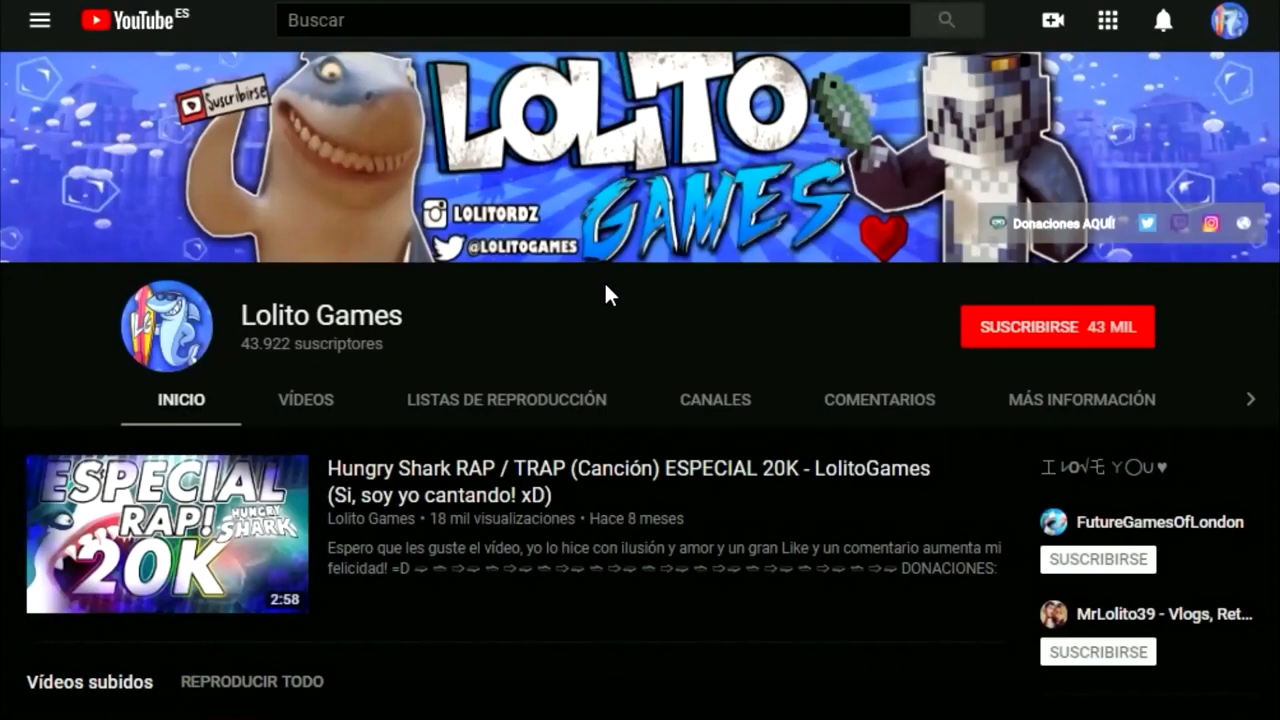 YouTube ES
Buscar
Suscribirse
LOLITO
GAMES
LOLITORDZ
@LOLITOGAMES
Donaciones AQUÍ!
Lolito Games
43.922 suscriptores
SUSCRIBIRSE 43 MIL
INICIO
VÍDEOS
LISTAS DE REPRODUCCIÓN
CANALES
COMENTARIOS
MÁS INFORMACIÓN
ESPECIAL
RAP!
HUNGRY
SHARK
20K
2:58
Hungry Shark RAP / TRAP (Canción) ESPECIAL 20K - LolitoGames
(Si, soy yo cantando! xD)
Lolito Games • 18 mil visualizaciones • Hace 8 meses
Espero que les guste el vídeo, yo lo hice con ilusión y amor y un gran Like y un comentario aumenta mi
felicidad! =D DONACIONES:
FutureGamesOfLondon
SUSCRIBIRSE
MrLolito39 - Vlogs, Ret...
SUSCRIBIRSE
Vídeos subidos
REPRODUCIR TODO